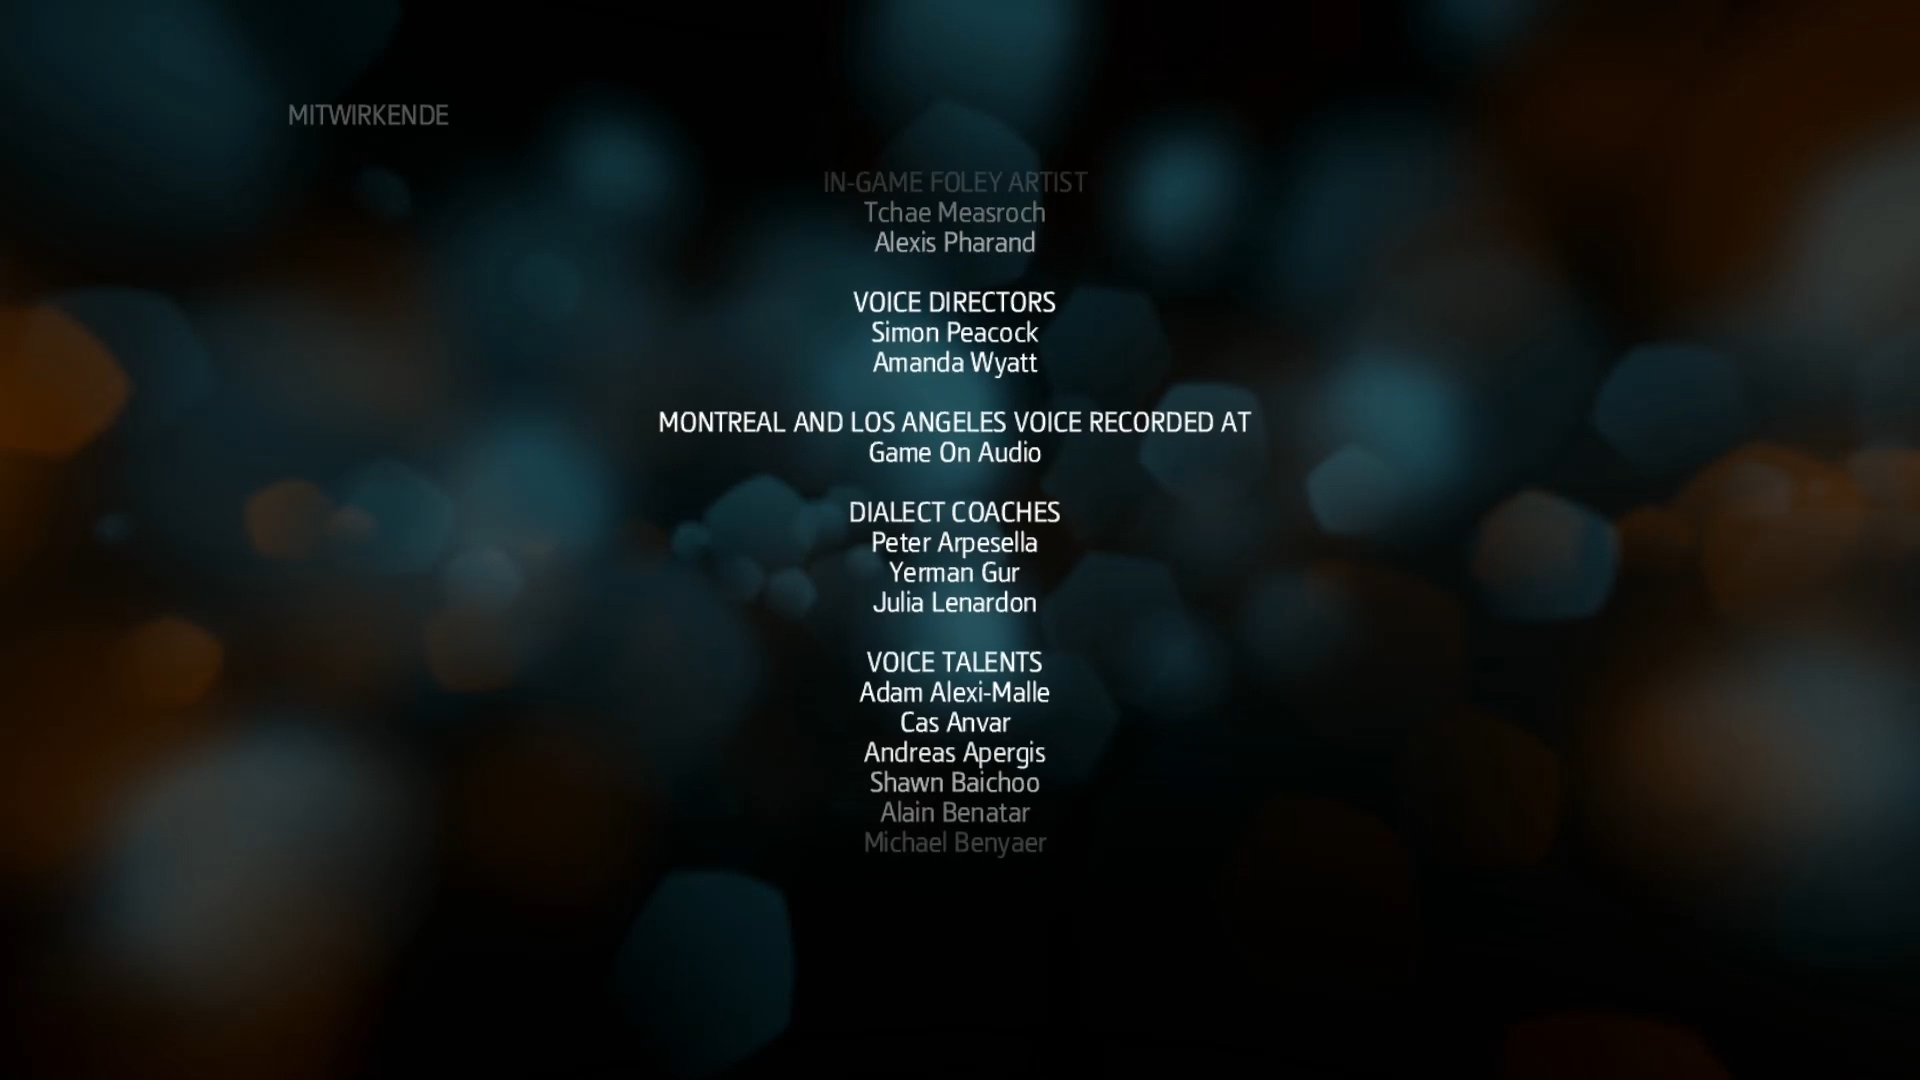 MITWIRKENDE
IN-GAME FOLEY ARTIST
Tchae Measroch
Alexis Pharand
VOICE DIRECTORS
Simon Peacock
Amanda Wyatt
MONTREAL AND LOS ANGELES VOICE RECORDED AT
Game On Audio
DIALECT COACHES
Peter Arpesella
Yerman Gur
Julia Lenardon
VOICE TALENTS
Adam Alexi-Malle
Cas Anvar
Andreas Apergis
Shawn Baichoo
Alain Benatar
Michael Benyaer